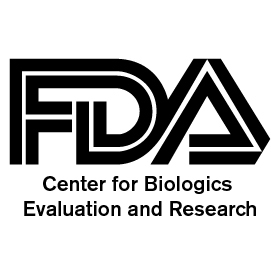 FDA
Center for Biologics
Evaluation and Research